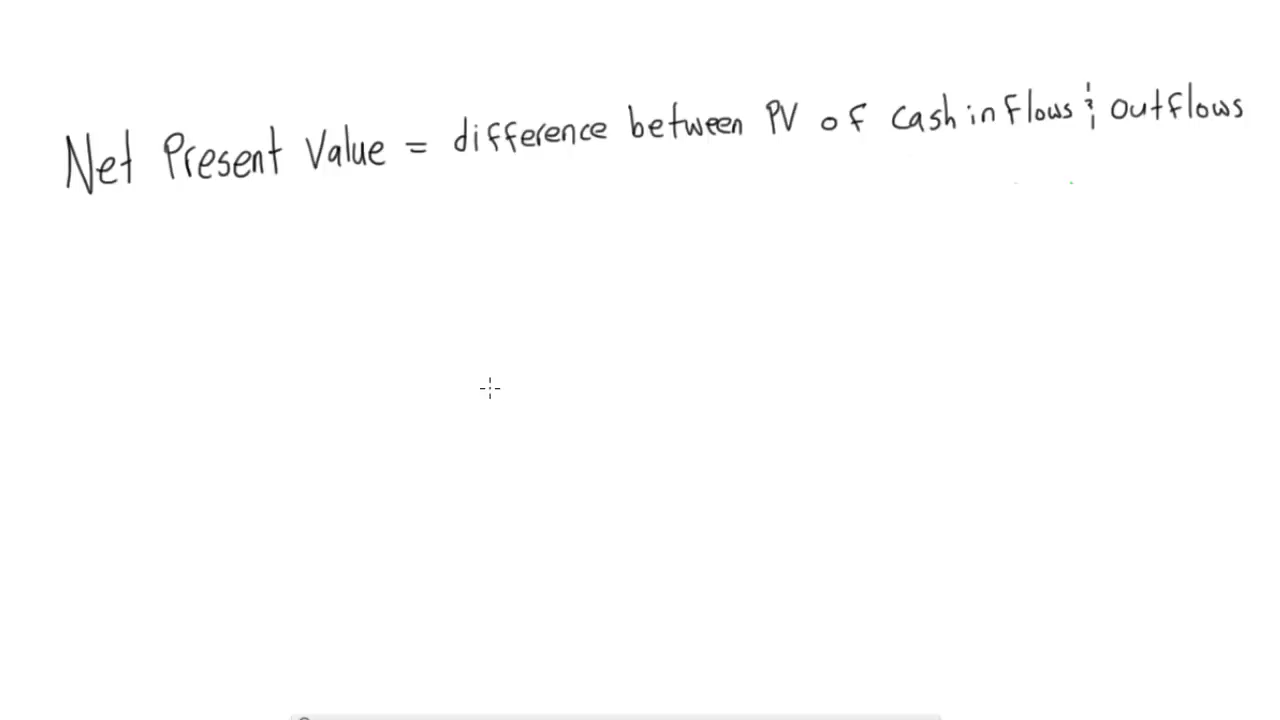 Net Present Value = difference between PV of cash inflows & outflows